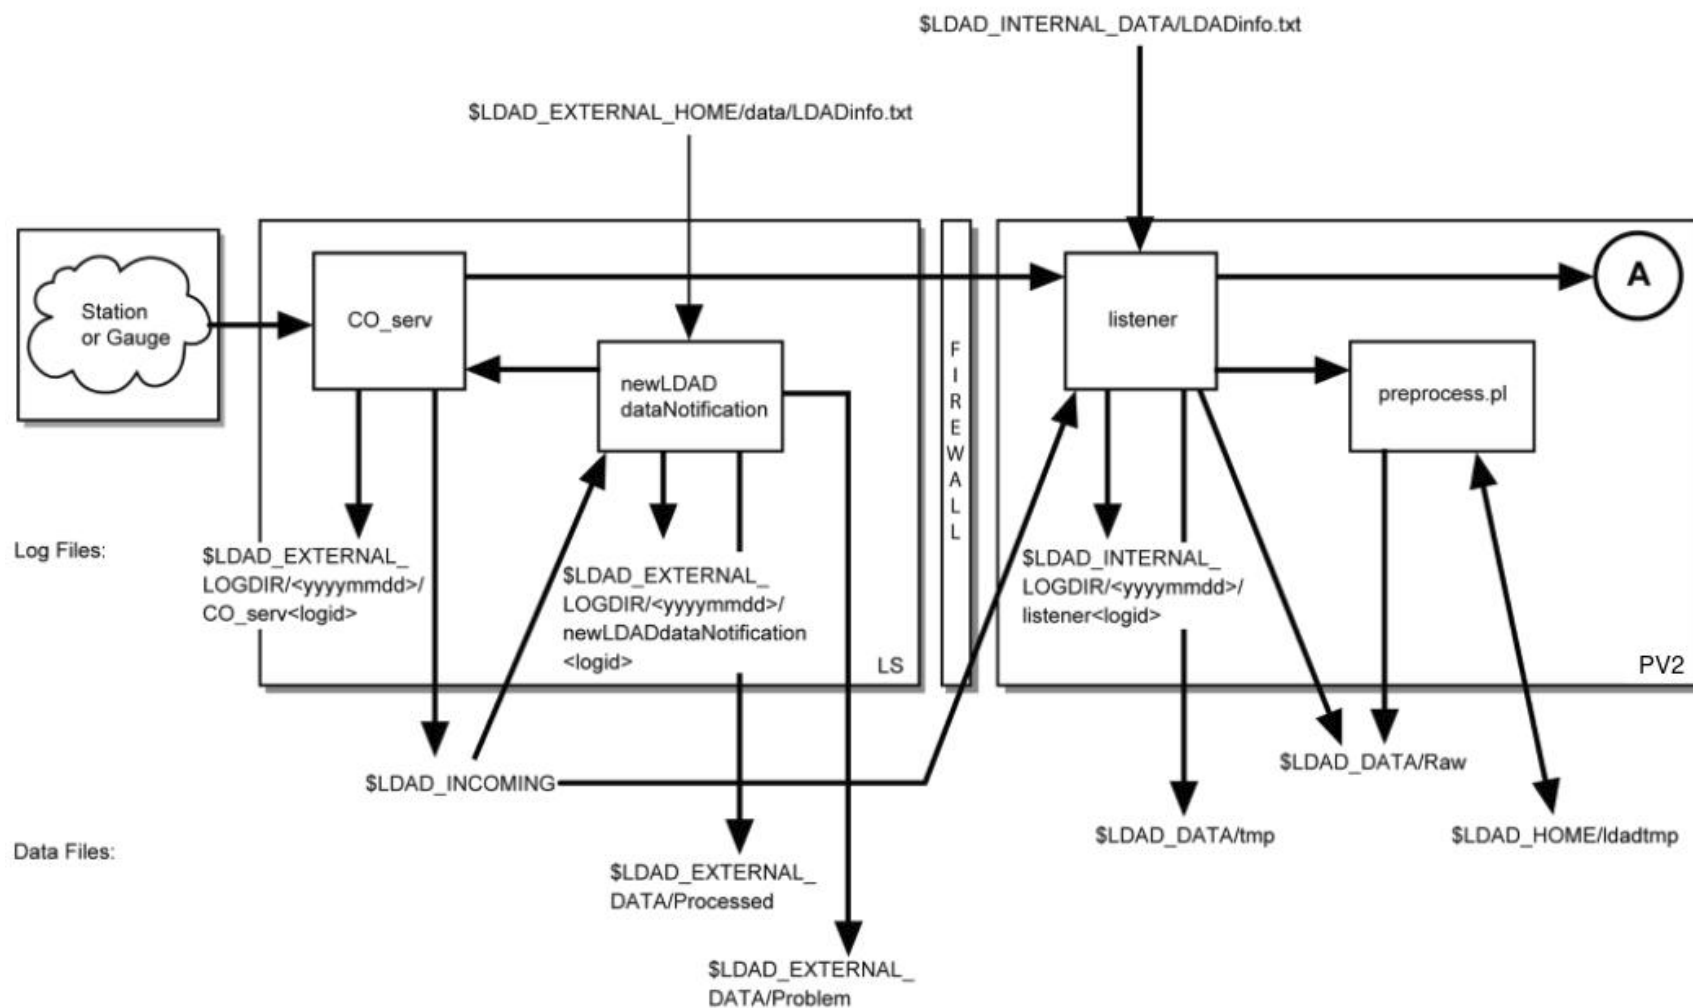 $LDAD_INTERNAL_DATA/LDADinfo.txt
$LDAD_EXTERNAL_HOME/data/LDADinfo.txt
Station
or Gauge
CO_serv
newLDAD
dataNotification
FIREWALL
listener
A
preprocess.pl
Log Files:
$LDAD_EXTERNAL_
LOGDIR/<yyyymmdd>/
CO_serv<logid>
$LDAD_EXTERNAL_
LOGDIR/<yyyymmdd>/
newLDADdataNotification
<logid>
LS
$LDAD_INTERNAL_
LOGDIR/<yyyymmdd>/
listener<logid>
PV2
$LDAD_INCOMING
$LDAD_DATA/Raw
$LDAD_DATA/tmp
$LDAD_HOME/ldadtmp
Data Files:
$LDAD_EXTERNAL_
DATA/Processed
$LDAD_EXTERNAL_
DATA/Problem